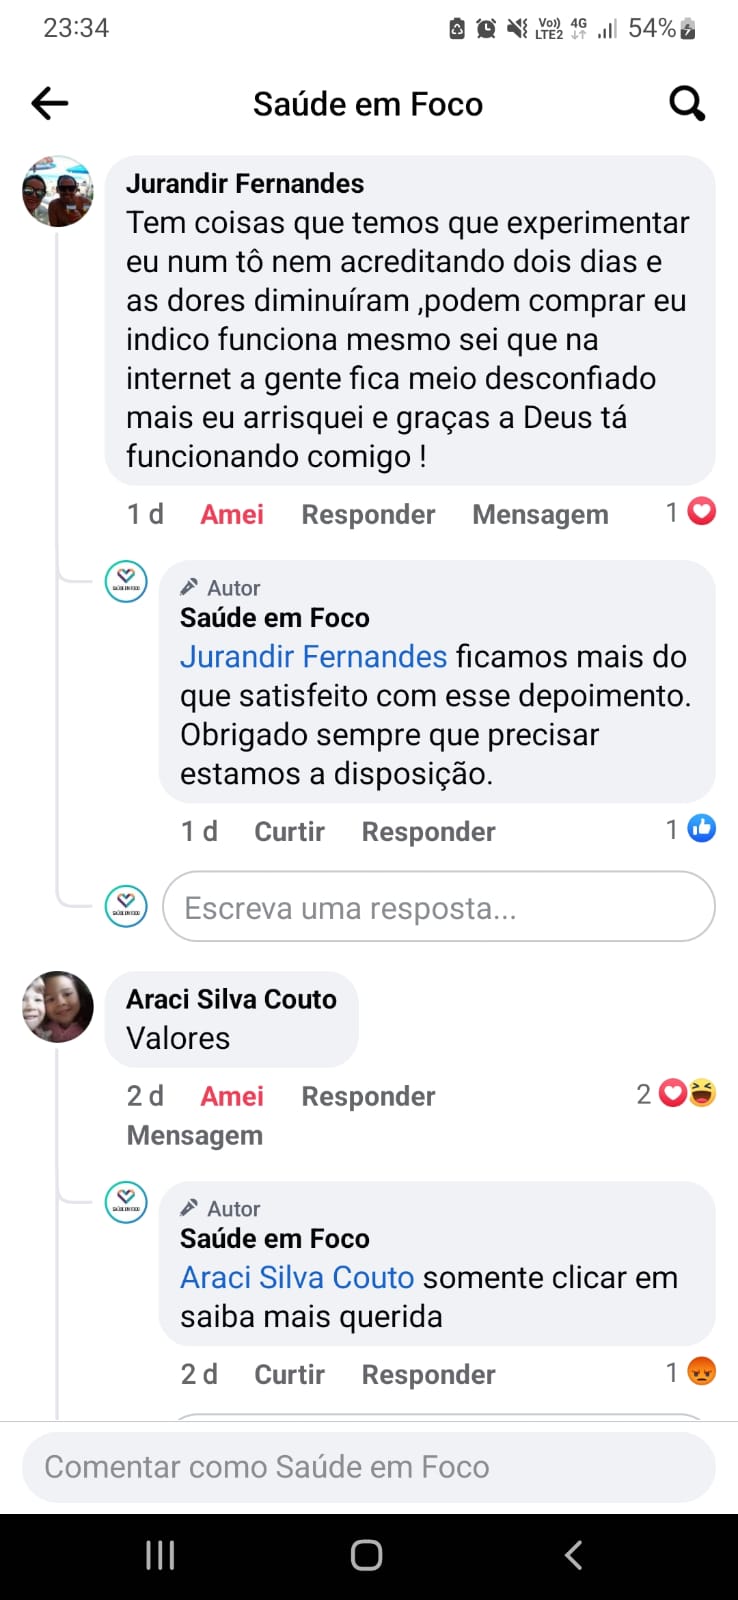 23:34
Vo)) LTE2 4G 54%
Saúde em Foco
Jurandir Fernandes
Tem coisas que temos que experimentar
eu num tô nem acreditando dois dias e
as dores diminuíram ,podem comprar eu
indico funciona mesmo sei que na
internet a gente fica meio desconfiado
mais eu arrisquei e graças a Deus tá
funcionando comigo !
1 d Amei Responder Mensagem 1
Autor
Saúde em Foco
Jurandir Fernandes ficamos mais do
que satisfeito com esse depoimento.
Obrigado sempre que precisar
estamos a disposição.
1 d Curtir Responder 1
Escreva uma resposta...
Araci Silva Couto
Valores
2 d Amei Responder 2
Mensagem
Autor
Saúde em Foco
Araci Silva Couto somente clicar em
saiba mais querida
2 d Curtir Responder 1
Comentar como Saúde em Foco